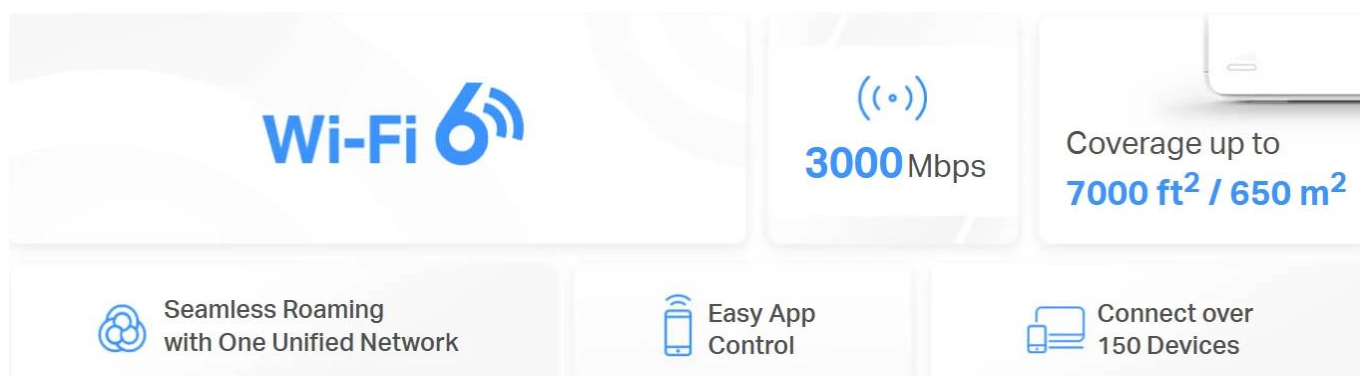 Wi-Fi 6
3000 Mbps
Coverage up to
7000 ft² / 650 m²
Seamless Roaming
with One Unified Network
Easy App
Control
Connect over
150 Devices